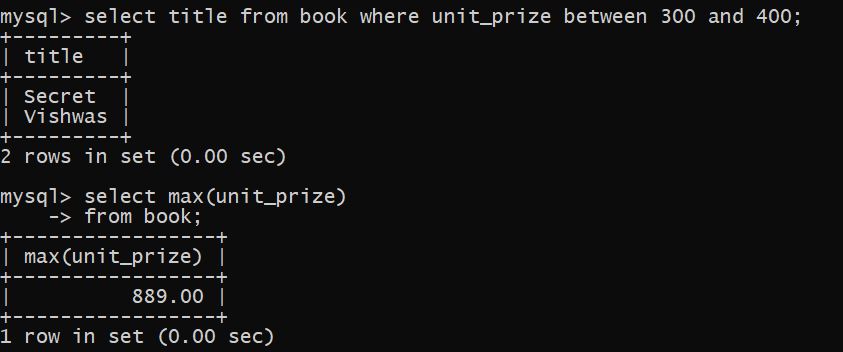 mysql> select title from book where unit_prize between 300 and 400;
+---------+
| title   |
+---------+
| Secret  |
| Vishwas |
+---------+
2 rows in set (0.00 sec)

mysql> select max(unit_prize)
    -> from book;
+-----------------+
| max(unit_prize) |
+-----------------+
|          889.00 |
+-----------------+
1 row in set (0.00 sec)